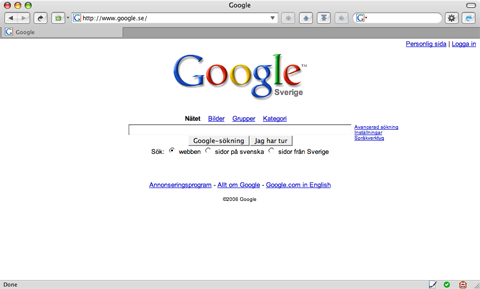 Google
http://www.google.se/
Google
Personlig sida | Logga in
Google™
Sverige
Nätet Bilder Grupper Kategori
Avancerad sökning
Inställningar
Språkverktyg
Google-sökning Jag har tur
Sök: webben sidor på svenska sidor från Sverige
Annonseringsprogram - Allt om Google - Google.com in English
©2006 Google
Done